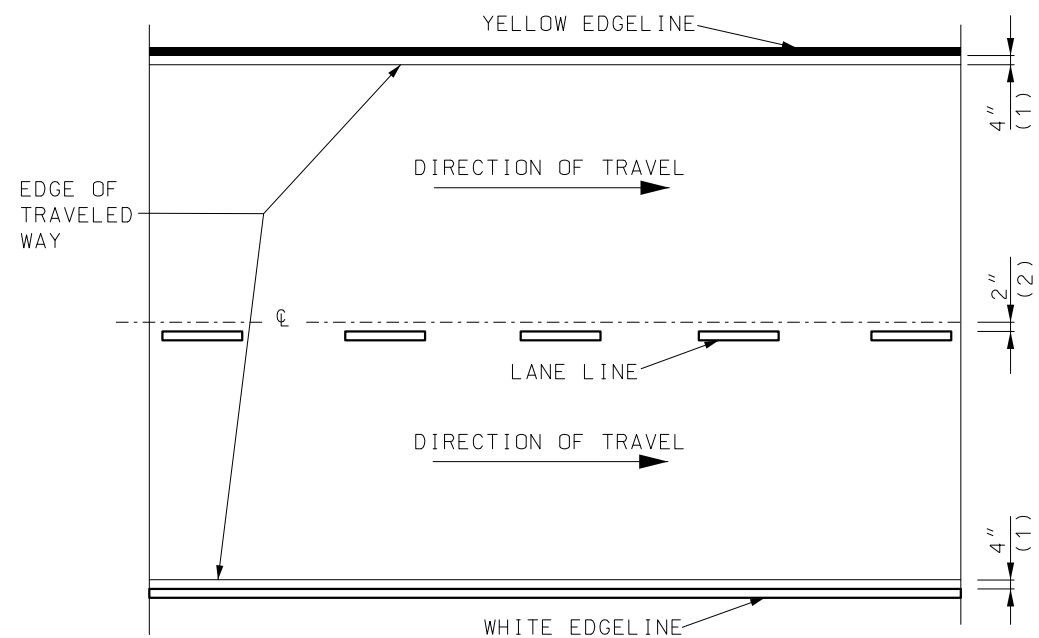 YELLOW EDGELINE
4"
(1)
DIRECTION OF TRAVEL
EDGE OF
TRAVELED
WAY
2"
(2)
℄
LANE LINE
DIRECTION OF TRAVEL
4"
(1)
WHITE EDGELINE